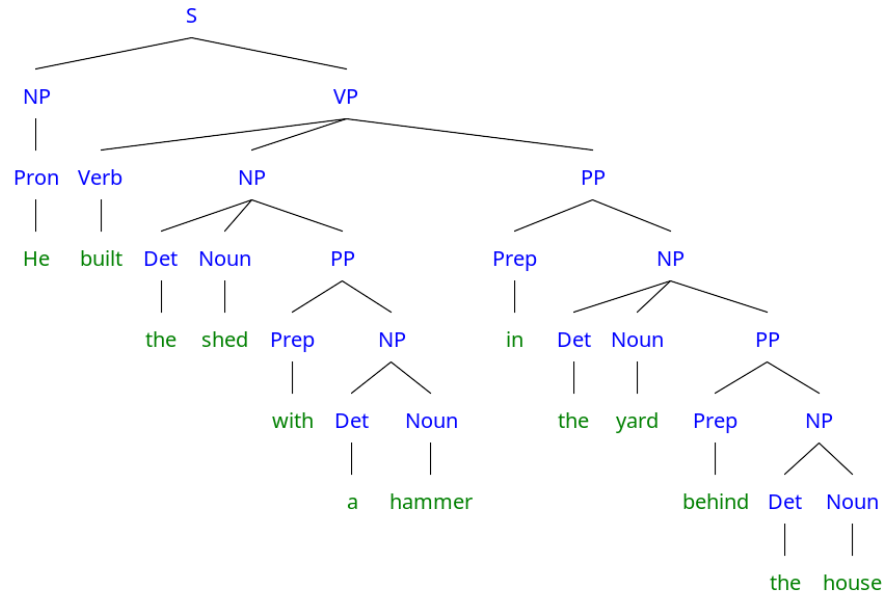 S
NP VP
Pron Verb NP PP
He built Det Noun PP Prep NP
the shed Prep NP in Det Noun PP
with Det Noun the yard Prep NP
a hammer behind Det Noun
the house